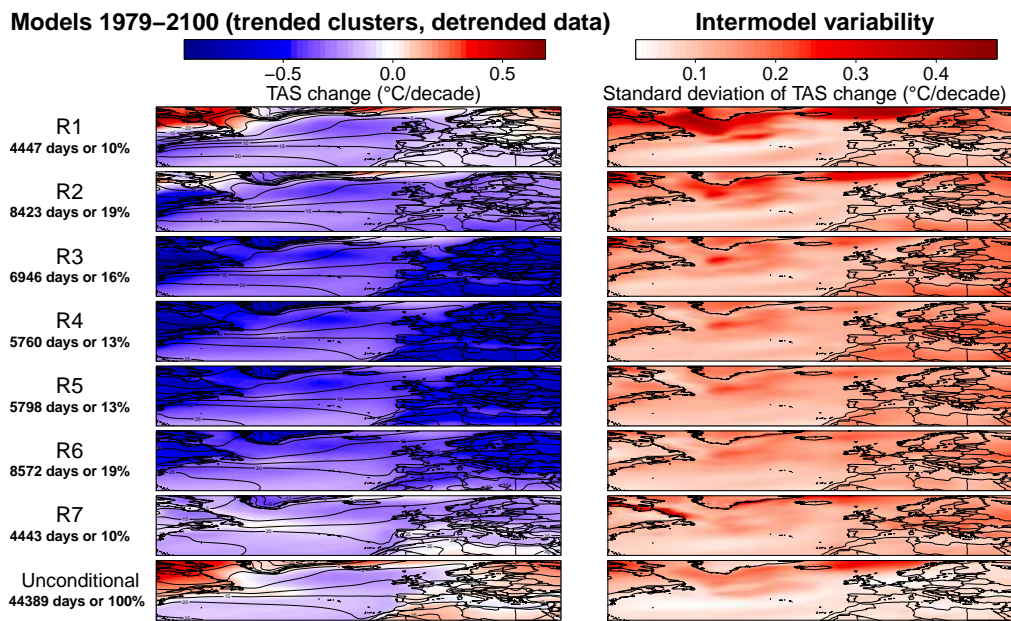 Models 1979−2100 (trended clusters, detrended data)
Intermodel variability
−0.5 0.0 0.5
0.1 0.2 0.3 0.4
TAS change (°C/decade)
Standard deviation of TAS change (°C/decade)
R1
4447 days or 10%
R2
8423 days or 19%
R3
6946 days or 16%
R4
5760 days or 13%
R5
5798 days or 13%
R6
8572 days or 19%
R7
4443 days or 10%
Unconditional
44389 days or 100%